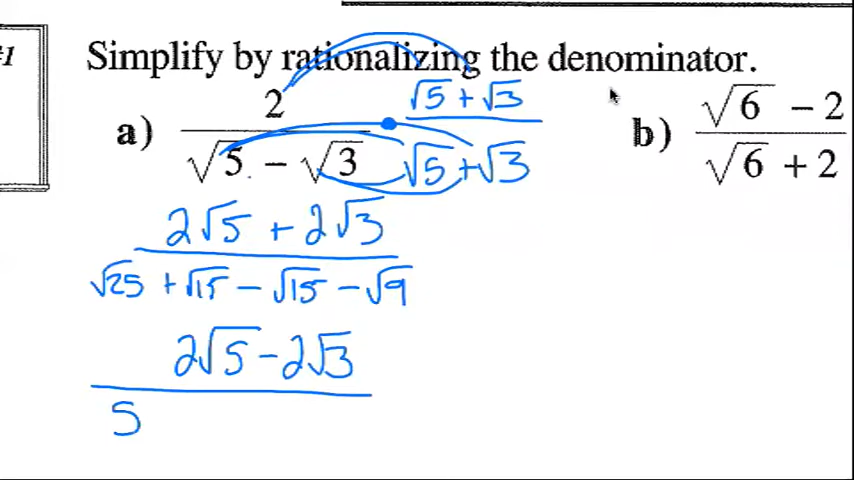 #1
Simplify by rationalizing the denominator.
a) 2 / (√5 − √3) • (√5 + √3) / (√5 + √3)
b) (√6 − 2) / (√6 + 2)
2√5 + 2√3
√25 + √15 − √15 − √9
2√5 − 2√3
5